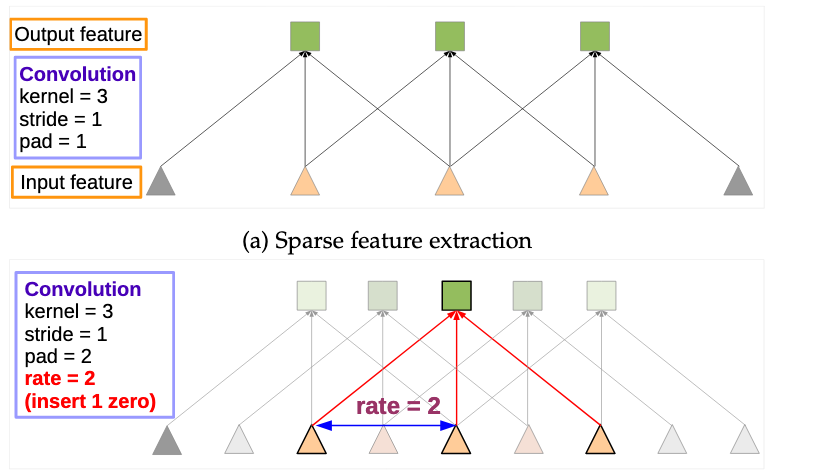 Output feature
Convolution
kernel = 3
stride = 1
pad = 1
Input feature
(a) Sparse feature extraction
Convolution
kernel = 3
stride = 1
pad = 2
rate = 2
(insert 1 zero)
rate = 2